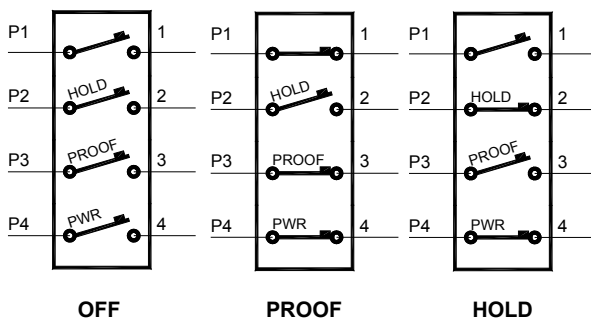 P1 1
P2 HOLD 2
P3 PROOF 3
P4 PWR 4
OFF
P1 1
P2 HOLD 2
P3 PROOF 3
P4 PWR 4
PROOF
P1 1
P2 HOLD 2
P3 PROOF 3
P4 PWR 4
HOLD